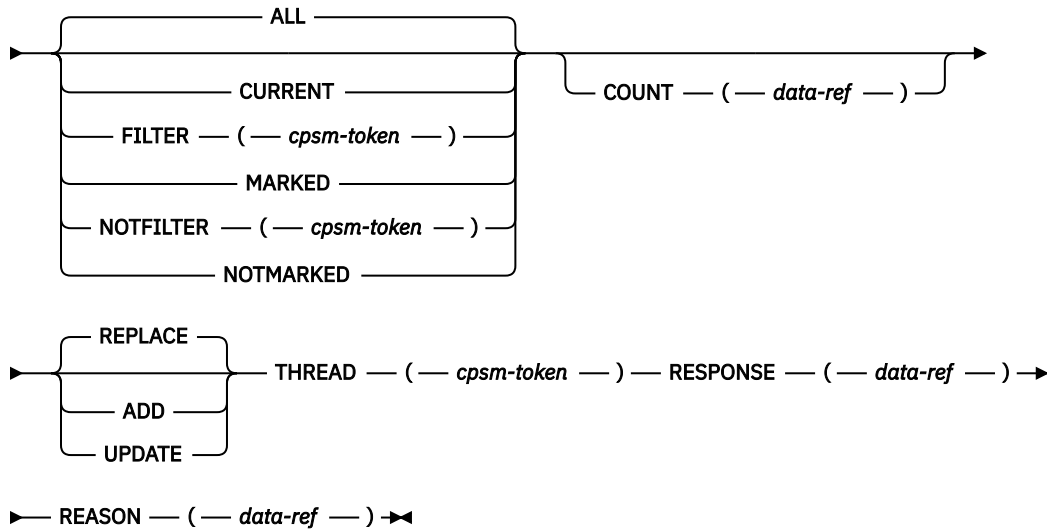 ALL
CURRENT
COUNT ( data-ref )
FILTER ( cpsm-token )
MARKED
NOTFILTER ( cpsm-token )
NOTMARKED
REPLACE
THREAD ( cpsm-token ) RESPONSE ( data-ref )
ADD
UPDATE
REASON ( data-ref )